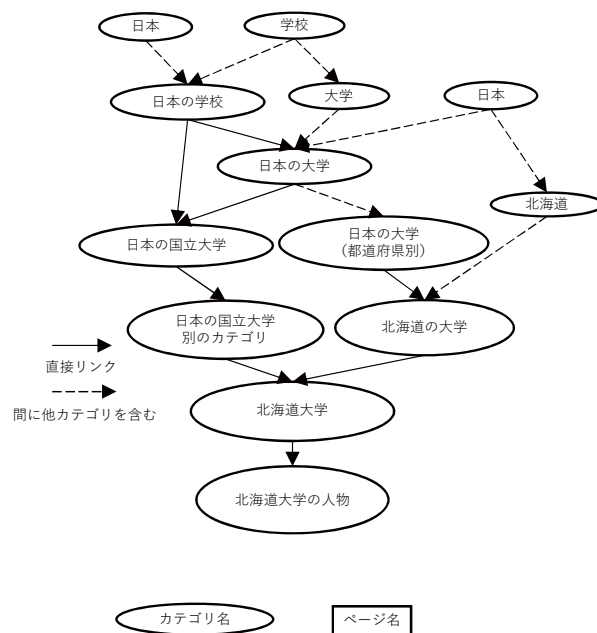 日本
学校
日本の学校
大学
日本
日本の大学
北海道
日本の国立大学
日本の大学
（都道府県別）
日本の国立大学
別のカテゴリ
北海道の大学
直接リンク
間に他カテゴリを含む
北海道大学
北海道大学の人物
カテゴリ名
ページ名